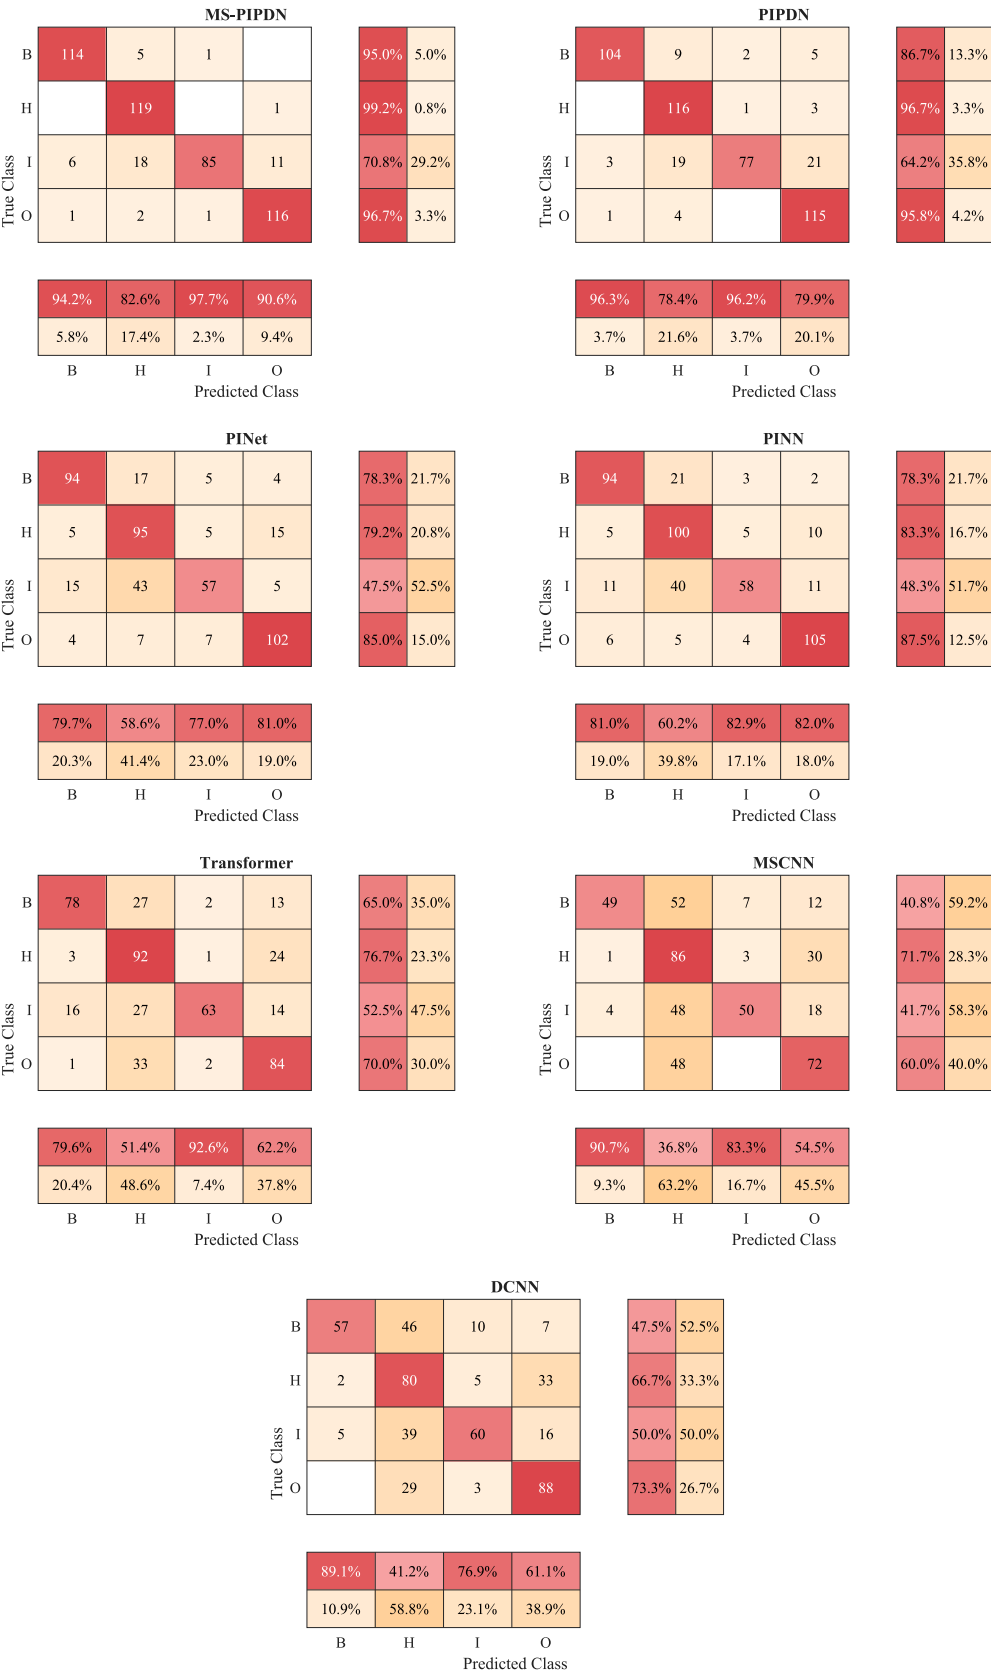 MS-PIPDN
B 114 5 1 95.0% 5.0%
H 119 1 99.2% 0.8%
I 6 18 85 11 70.8% 29.2%
O 1 2 1 116 96.7% 3.3%
True Class
94.2% 82.6% 97.7% 90.6%
5.8% 17.4% 2.3% 9.4%
B H I O
Predicted Class
PIPDN
B 104 9 2 5 86.7% 13.3%
H 116 1 3 96.7% 3.3%
I 3 19 77 21 64.2% 35.8%
O 1 4 115 95.8% 4.2%
True Class
96.3% 78.4% 96.2% 79.9%
3.7% 21.6% 3.7% 20.1%
B H I O
Predicted Class
PINet
B 94 17 5 4 78.3% 21.7%
H 5 95 5 15 79.2% 20.8%
I 15 43 57 5 47.5% 52.5%
O 4 7 7 102 85.0% 15.0%
True Class
79.7% 58.6% 77.0% 81.0%
20.3% 41.4% 23.0% 19.0%
B H I O
Predicted Class
PINN
B 94 21 3 2 78.3% 21.7%
H 5 100 5 10 83.3% 16.7%
I 11 40 58 11 48.3% 51.7%
O 6 5 4 105 87.5% 12.5%
True Class
81.0% 60.2% 82.9% 82.0%
19.0% 39.8% 17.1% 18.0%
B H I O
Predicted Class
Transformer
B 78 27 2 13 65.0% 35.0%
H 3 92 1 24 76.7% 23.3%
I 16 27 63 14 52.5% 47.5%
O 1 33 2 84 70.0% 30.0%
True Class
79.6% 51.4% 92.6% 62.2%
20.4% 48.6% 7.4% 37.8%
B H I O
Predicted Class
MSCNN
B 49 52 7 12 40.8% 59.2%
H 1 86 3 30 71.7% 28.3%
I 4 48 50 18 41.7% 58.3%
O 48 72 60.0% 40.0%
True Class
90.7% 36.8% 83.3% 54.5%
9.3% 63.2% 16.7% 45.5%
B H I O
Predicted Class
DCNN
B 57 46 10 7 47.5% 52.5%
H 2 80 5 33 66.7% 33.3%
I 5 39 60 16 50.0% 50.0%
O 29 3 88 73.3% 26.7%
True Class
89.1% 41.2% 76.9% 61.1%
10.9% 58.8% 23.1% 38.9%
B H I O
Predicted Class